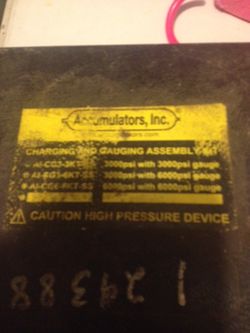 Accumulators, Inc.
CHARGING AND GAUGING ASSEMBLY KIT
3000psi with 3000psi gauge
3000psi with 6000psi gauge
6000psi with 6000psi gauge
⚠ CAUTION HIGH PRESSURE DEVICE
129388